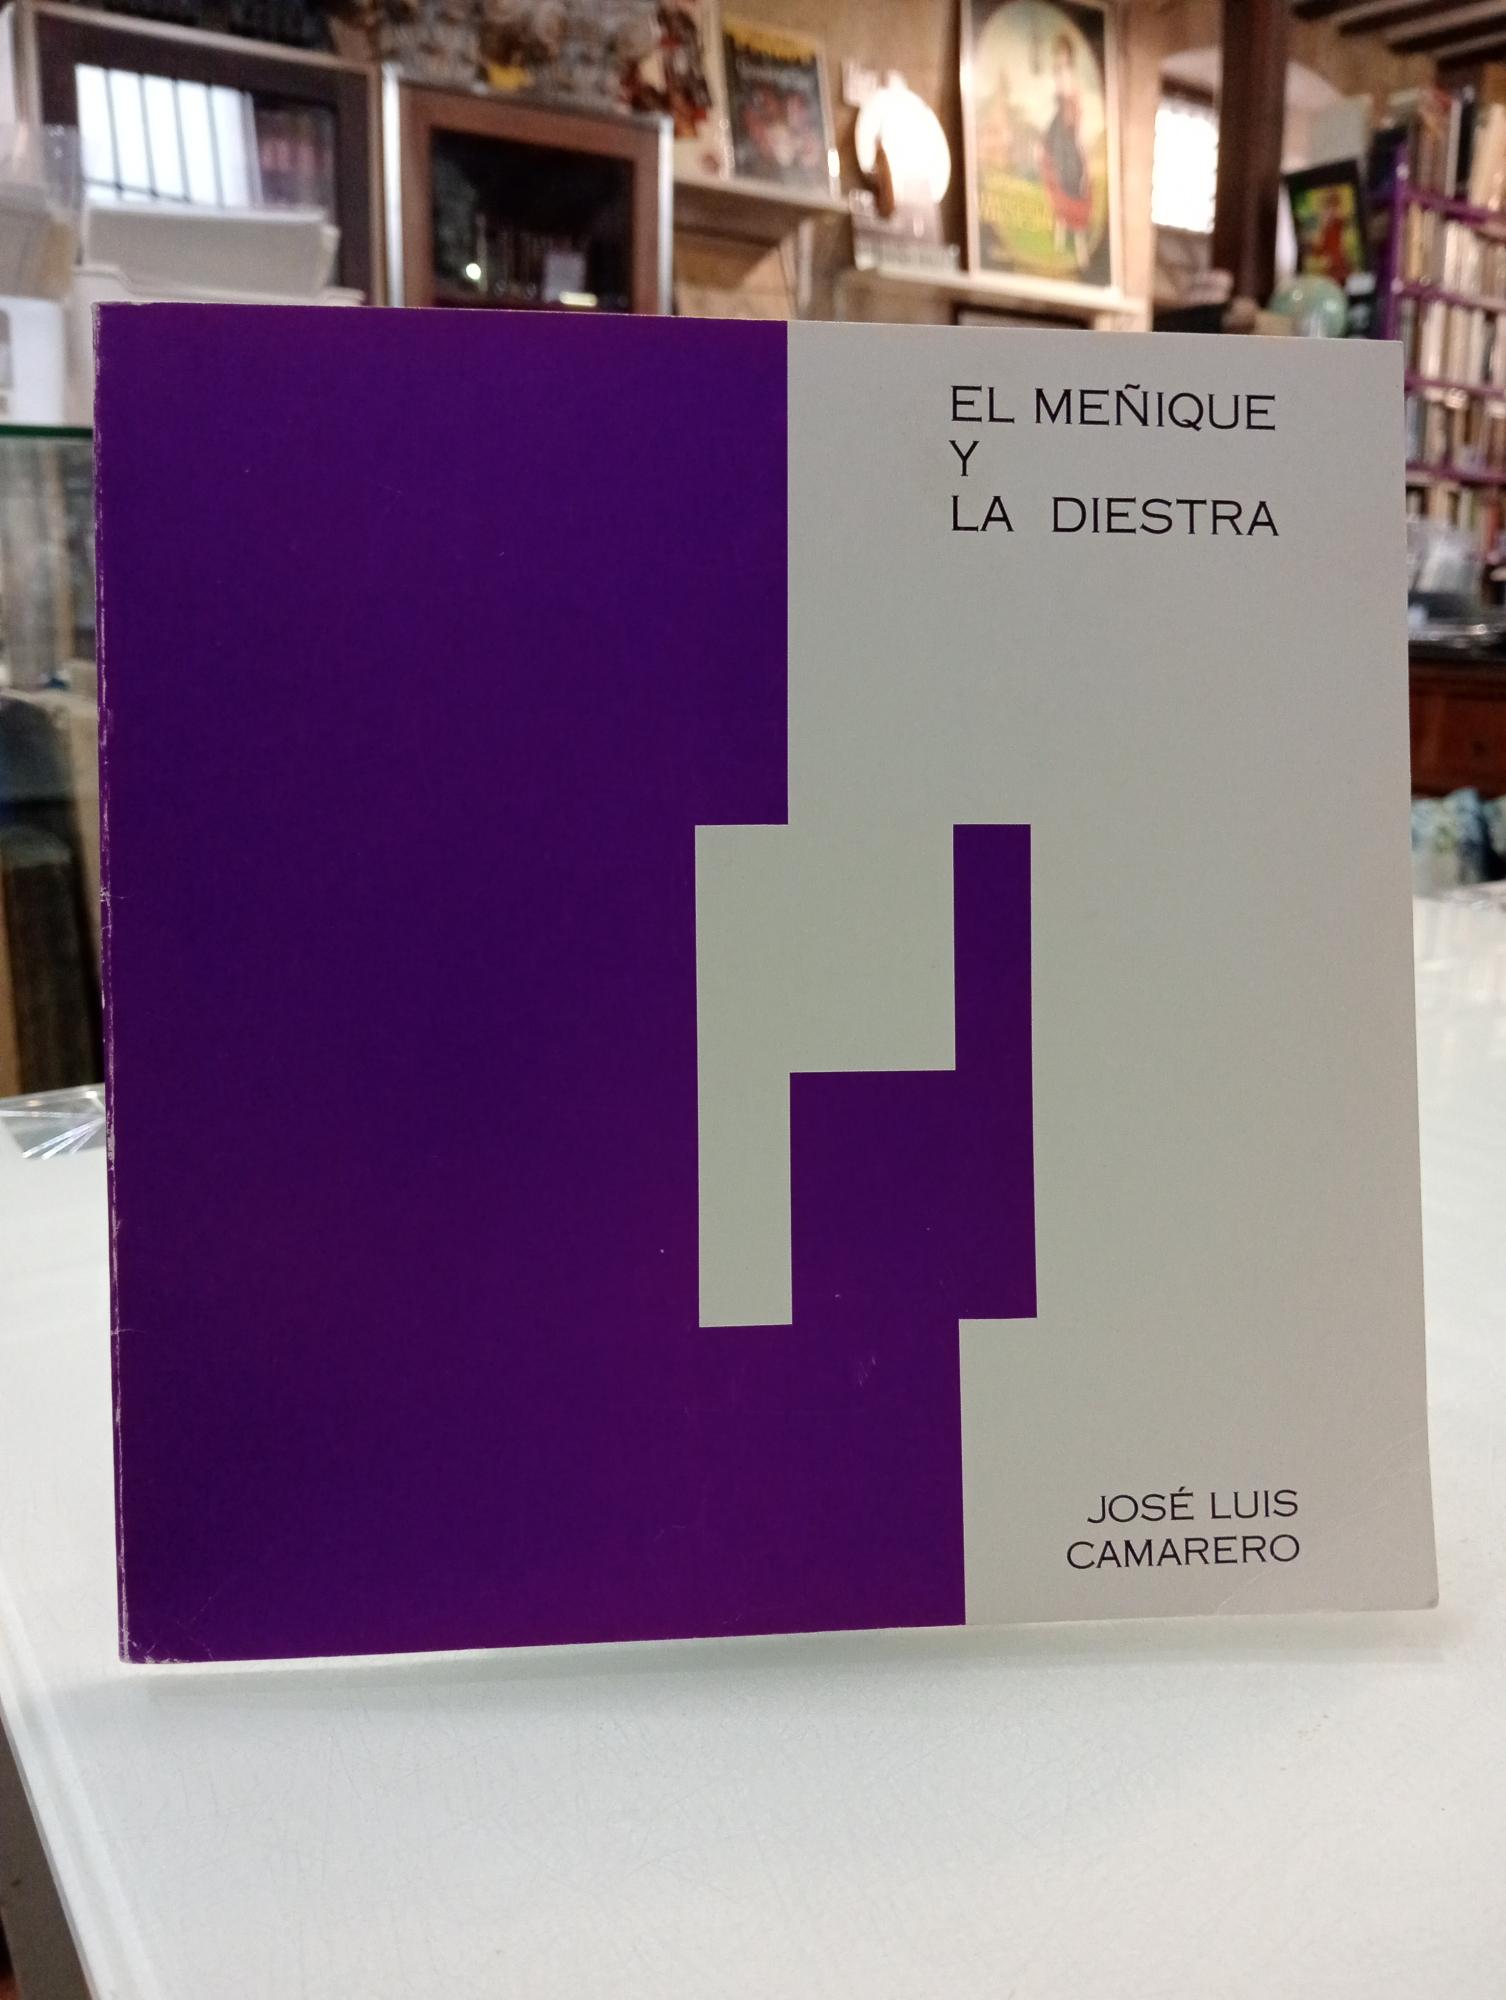 EL MEÑIQUE
Y
LA DIESTRA
JOSÉ LUIS
CAMARERO